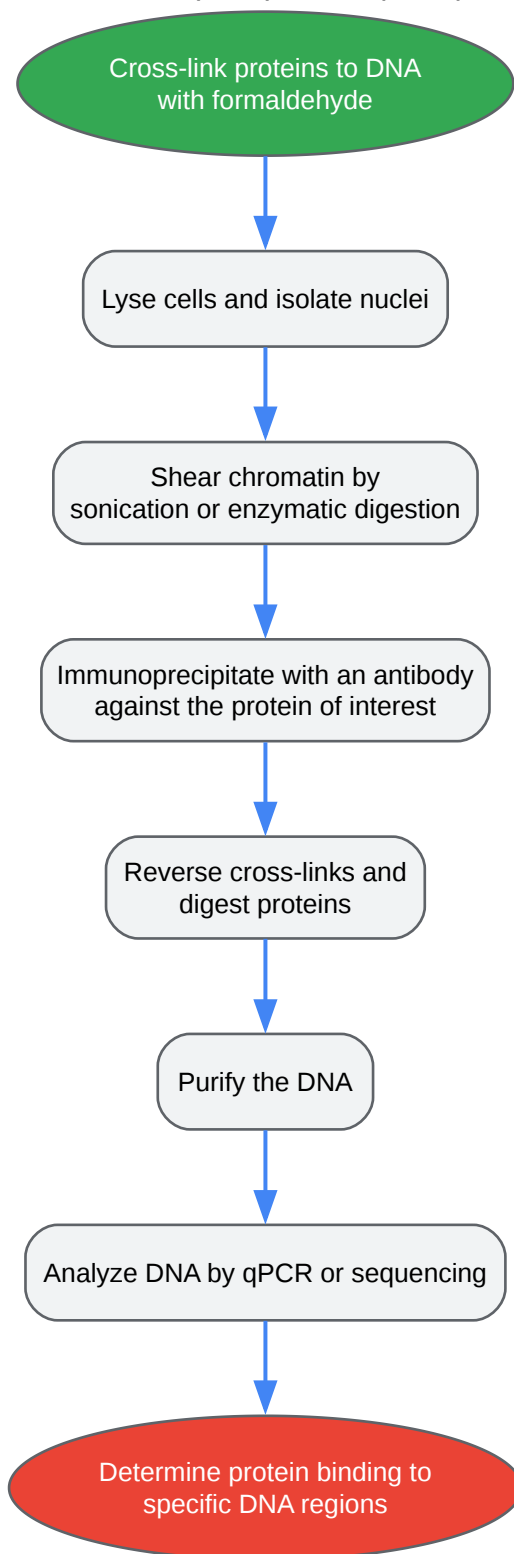 Cross-link proteins to DNA
with formaldehyde
Lyse cells and isolate nuclei
Shear chromatin by
sonication or enzymatic digestion
Immunoprecipitate with an antibody
against the protein of interest
Reverse cross-links and
digest proteins
Purify the DNA
Analyze DNA by qPCR or sequencing
Determine protein binding to
specific DNA regions